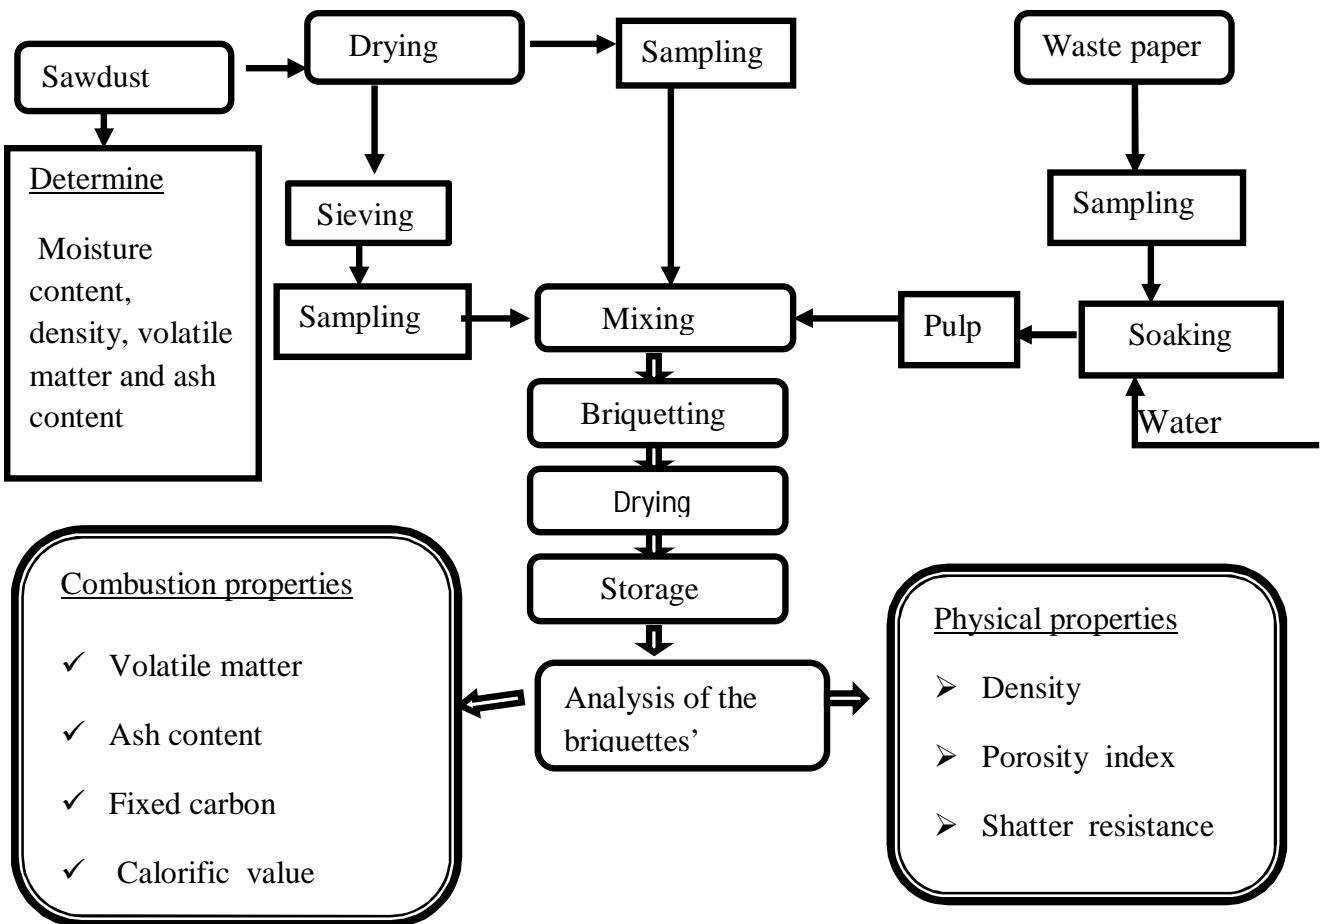 Drying
Sampling
Waste paper
Sawdust
Determine
Moisture
content,
density, volatile
matter and ash
content
Sieving
Sampling
Sampling
Mixing
Pulp
Soaking
Water
Briquetting
Drying
Storage
Analysis of the
briquettes’
Combustion properties
✓ Volatile matter
✓ Ash content
✓ Fixed carbon
✓ Calorific value
Physical properties
➢ Density
➢ Porosity index
➢ Shatter resistance